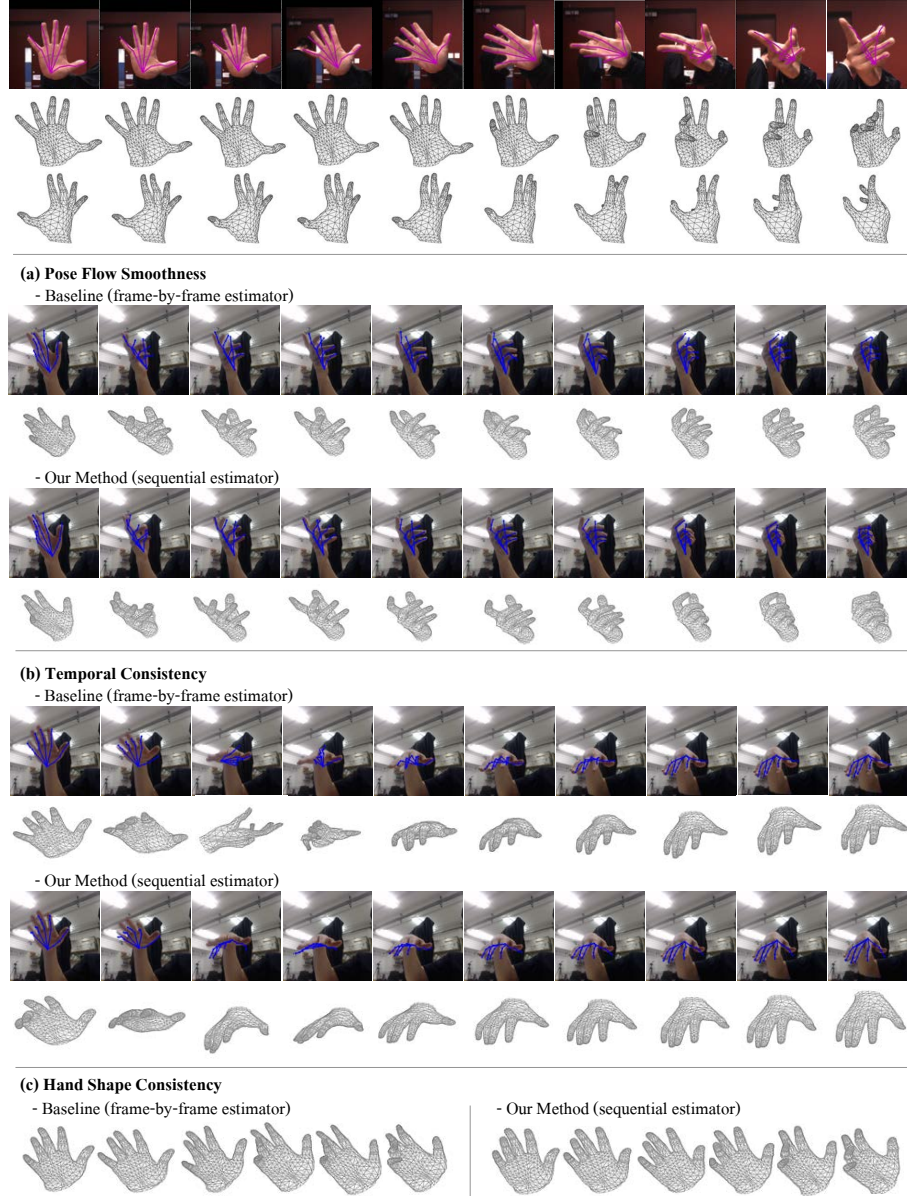 (a) Pose Flow Smoothness
- Baseline (frame-by-frame estimator)
- Our Method (sequential estimator)
(b) Temporal Consistency
- Baseline (frame-by-frame estimator)
- Our Method (sequential estimator)
(c) Hand Shape Consistency
- Baseline (frame-by-frame estimator)
- Our Method (sequential estimator)